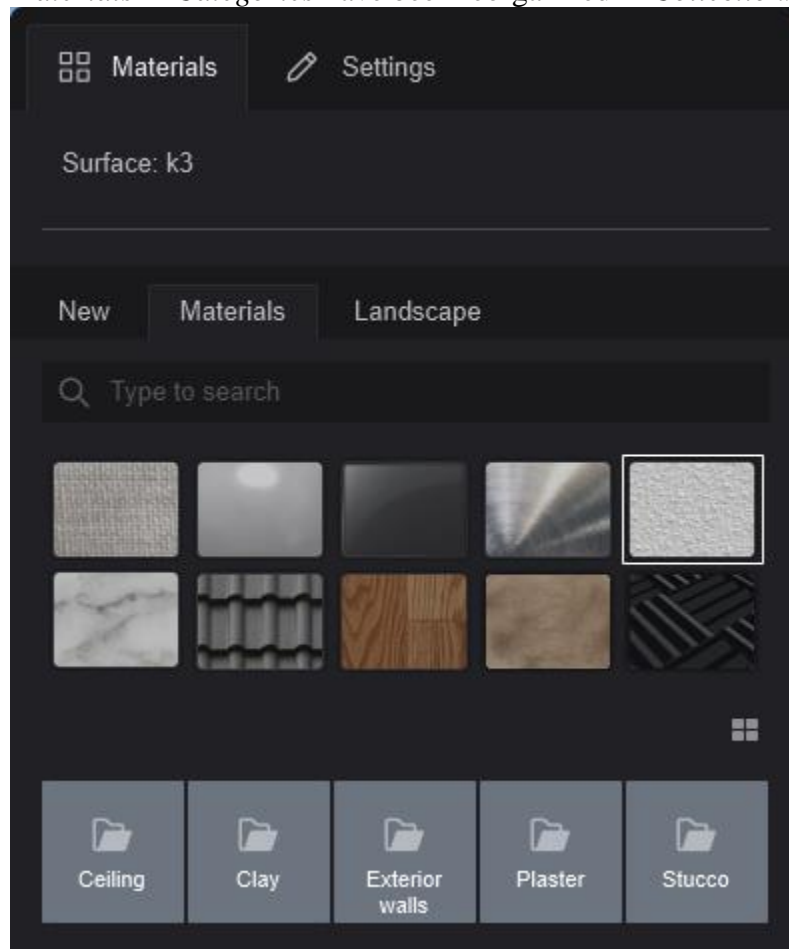 Materials Settings
Surface: k3
New Materials Landscape
Type to search
Ceiling Clay Exterior walls Plaster Stucco